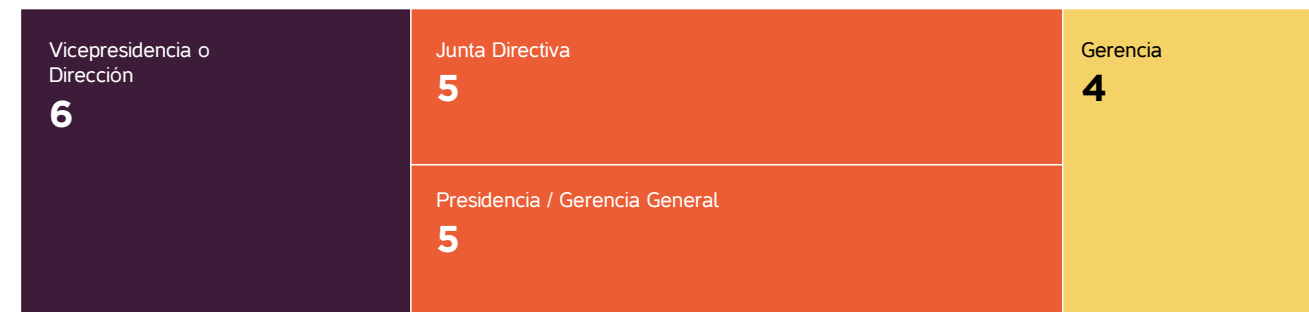 Vicepresidencia o
Dirección
6
Junta Directiva
5
Presidencia / Gerencia General
5
Gerencia
4